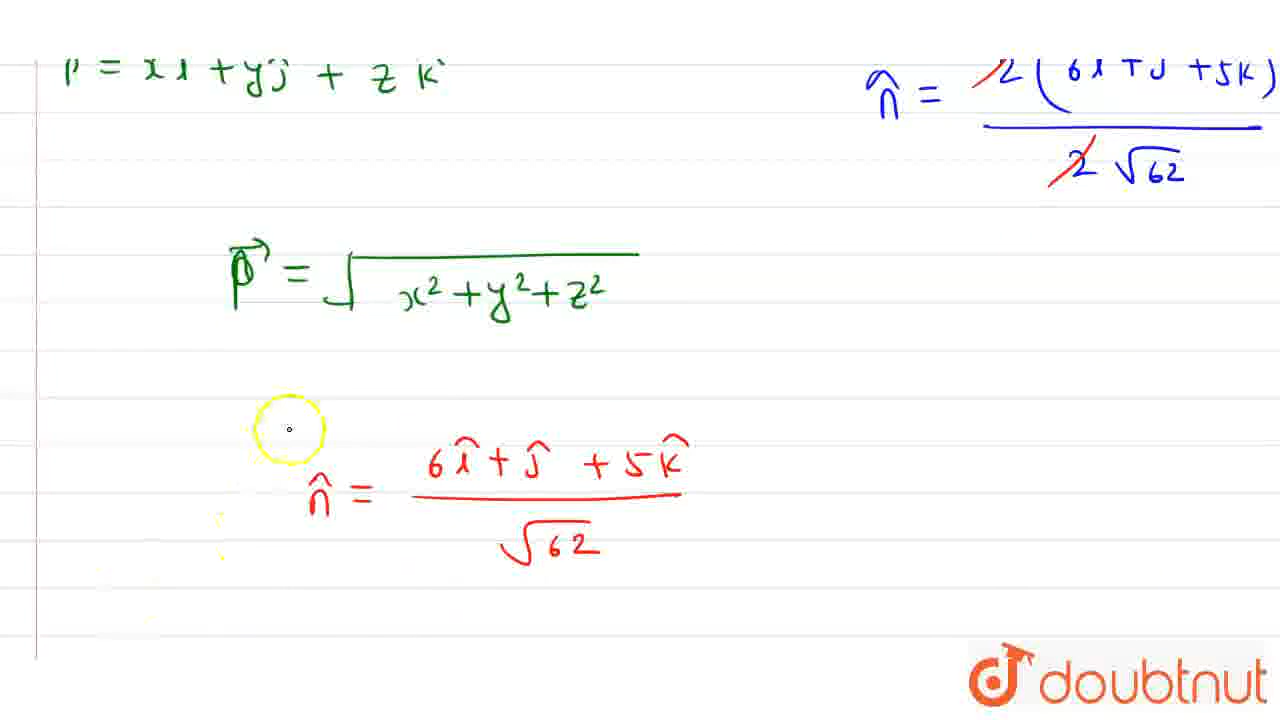 p = xi + yj + zk
n̂ = 2(6i + j + 5k) / 2√62
p⃗ = √x² + y² + z²
n̂ = 6î + ĵ + 5k̂ / √62
doubtnut